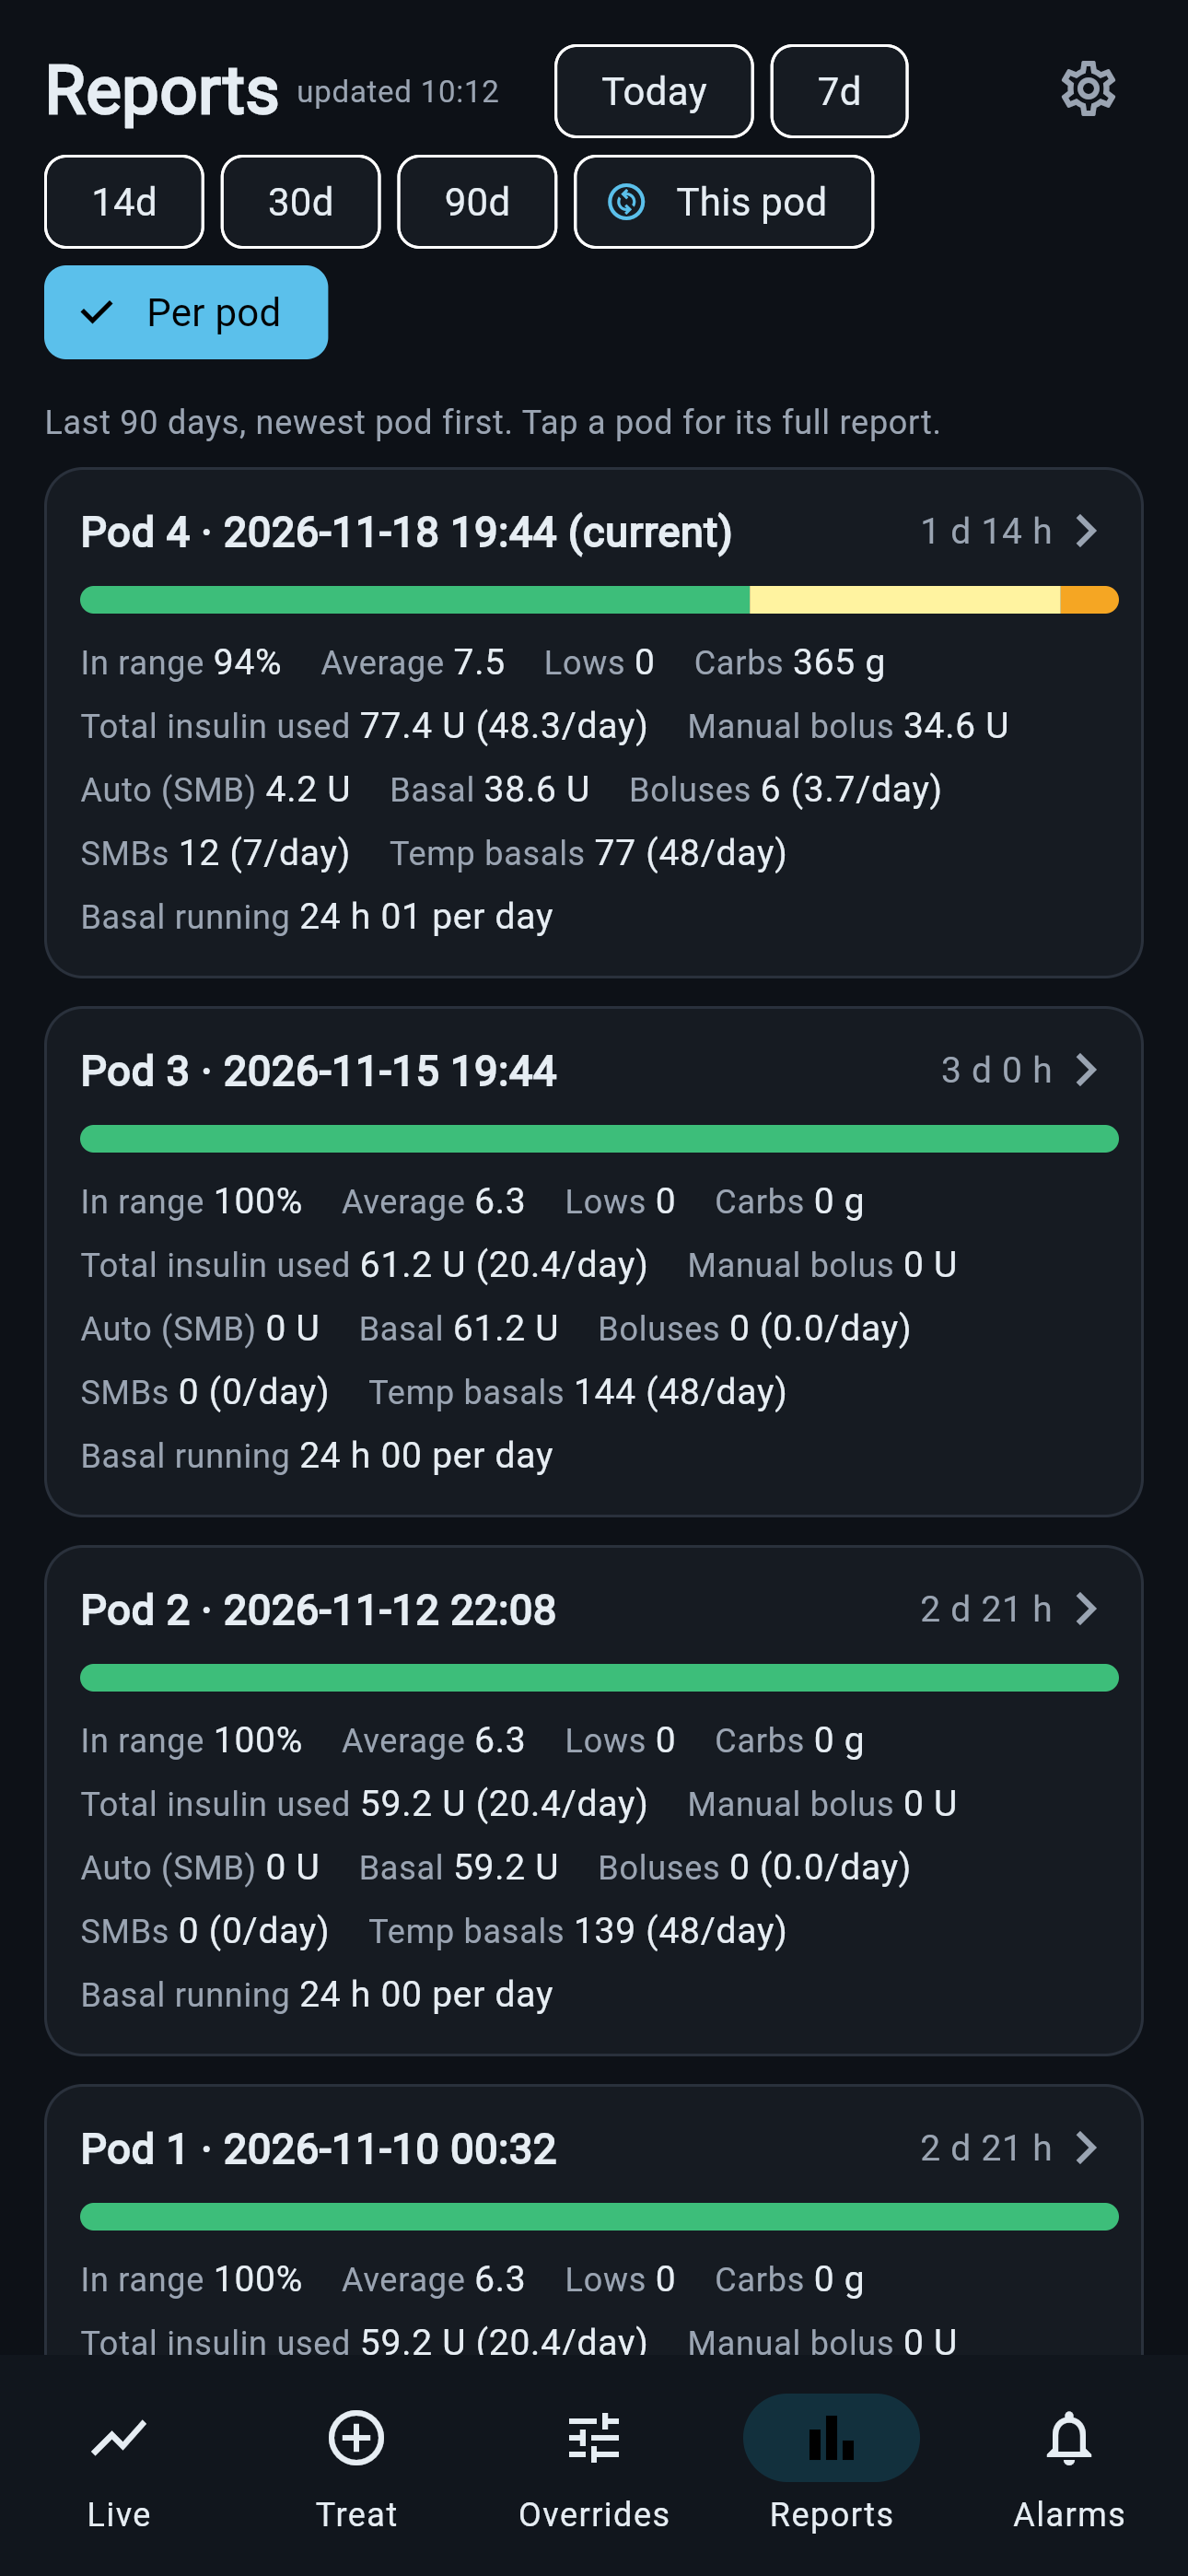 Reports updated 10:12 Today 7d
14d 30d 90d This pod
Per pod
Last 90 days, newest pod first. Tap a pod for its full report.
Pod 4 · 2026-11-18 19:44 (current) 1 d 14 h
In range 94% Average 7.5 Lows 0 Carbs 365 g
Total insulin used 77.4 U (48.3/day) Manual bolus 34.6 U
Auto (SMB) 4.2 U Basal 38.6 U Boluses 6 (3.7/day)
SMBs 12 (7/day) Temp basals 77 (48/day)
Basal running 24 h 01 per day
Pod 3 · 2026-11-15 19:44 3 d 0 h
In range 100% Average 6.3 Lows 0 Carbs 0 g
Total insulin used 61.2 U (20.4/day) Manual bolus 0 U
Auto (SMB) 0 U Basal 61.2 U Boluses 0 (0.0/day)
SMBs 0 (0/day) Temp basals 144 (48/day)
Basal running 24 h 00 per day
Pod 2 · 2026-11-12 22:08 2 d 21 h
In range 100% Average 6.3 Lows 0 Carbs 0 g
Total insulin used 59.2 U (20.4/day) Manual bolus 0 U
Auto (SMB) 0 U Basal 59.2 U Boluses 0 (0.0/day)
SMBs 0 (0/day) Temp basals 139 (48/day)
Basal running 24 h 00 per day
Pod 1 · 2026-11-10 00:32 2 d 21 h
In range 100% Average 6.3 Lows 0 Carbs 0 g
Total insulin used 59.2 U (20.4/day) Manual bolus 0 U
Live Treat Overrides Reports Alarms